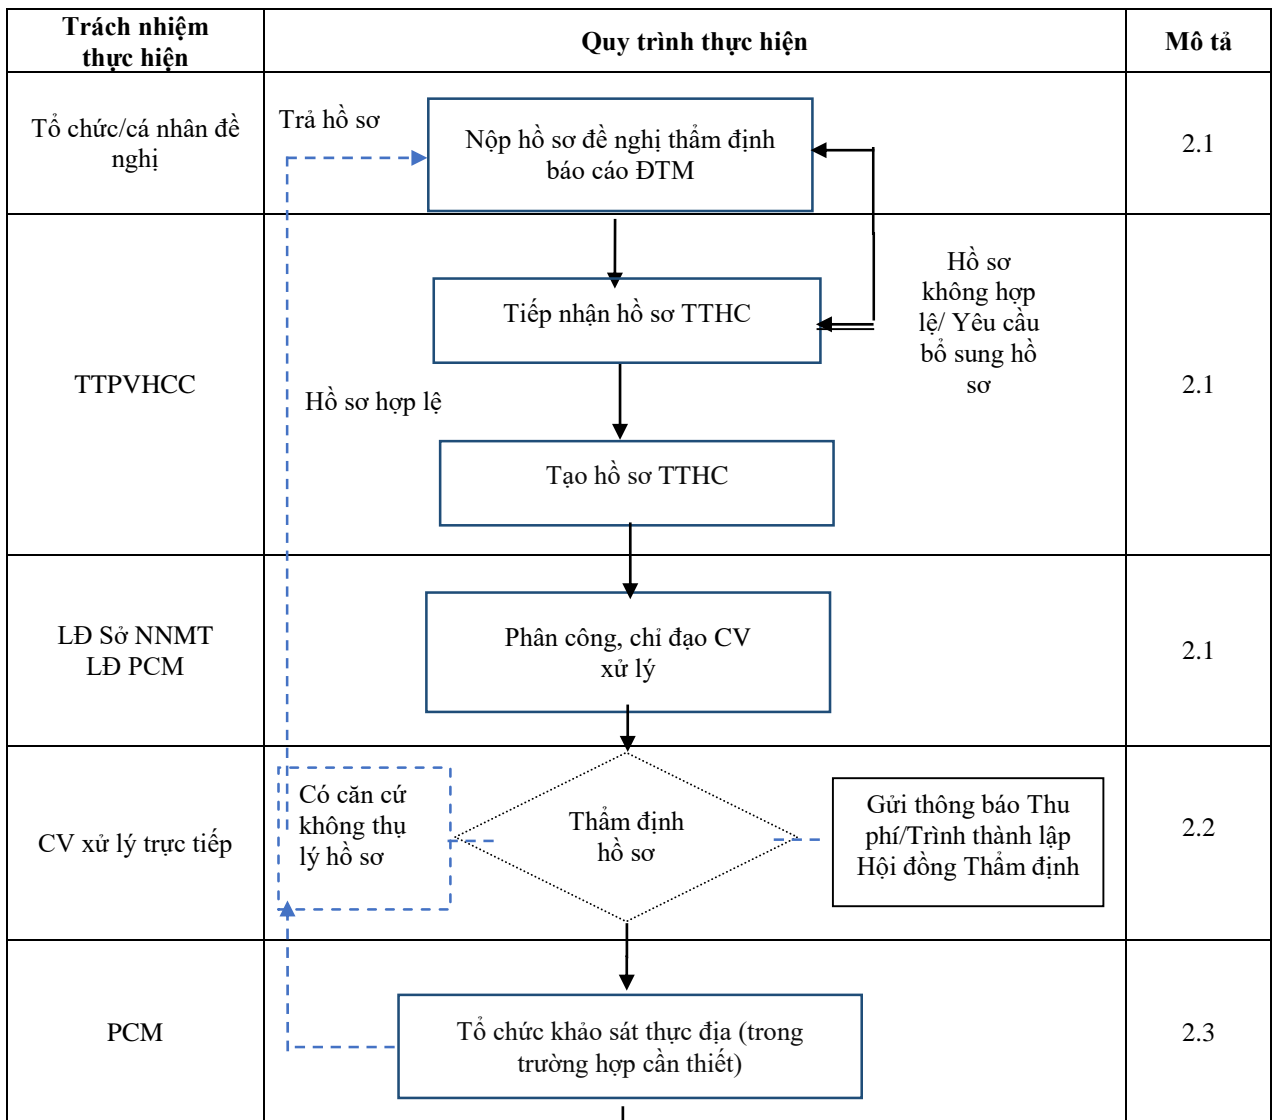 Trách nhiệm
thực hiện
Quy trình thực hiện
Mô tả
Tổ chức/cá nhân đề
nghị
Trả hồ sơ
Nộp hồ sơ đề nghị thẩm định
báo cáo ĐTM
2.1
TTPVHCC
Tiếp nhận hồ sơ TTHC
Hồ sơ
không hợp
lệ/ Yêu cầu
bổ sung hồ
sơ
Hồ sơ hợp lệ
Tạo hồ sơ TTHC
2.1
LĐ Sở NNMT
LĐ PCM
Phân công, chỉ đạo CV
xử lý
2.1
CV xử lý trực tiếp
Có căn cứ
không thụ
lý hồ sơ
Thẩm định
hồ sơ
Gửi thông báo Thu
phí/Trình thành lập
Hội đồng Thẩm định
2.2
PCM
Tổ chức khảo sát thực địa (trong
trường hợp cần thiết)
2.3